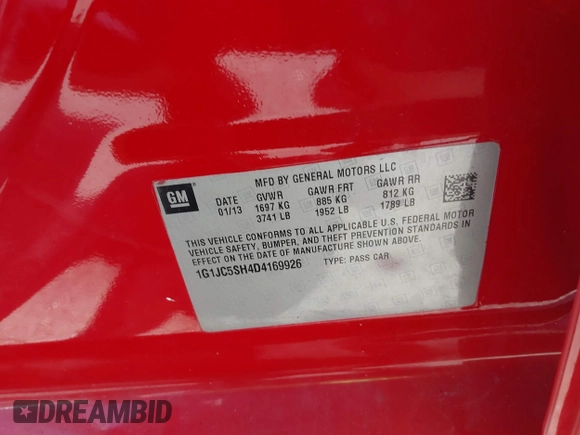 MFD BY GENERAL MOTORS LLC
GM
DATE GVWR GAWR FRT GAWR RR
01/13 1697 KG 885 KG 812 KG
3741 LB 1952 LB 1789 LB
THIS VEHICLE CONFORMS TO ALL APPLICABLE U.S. FEDERAL MOTOR
VEHICLE SAFETY, BUMPER, AND THEFT PREVENTION STANDARDS IN
EFFECT ON THE DATE OF MANUFACTURE SHOWN ABOVE.
1G1JC5SH4D4169926 TYPE: PASS CAR
DREAMBID